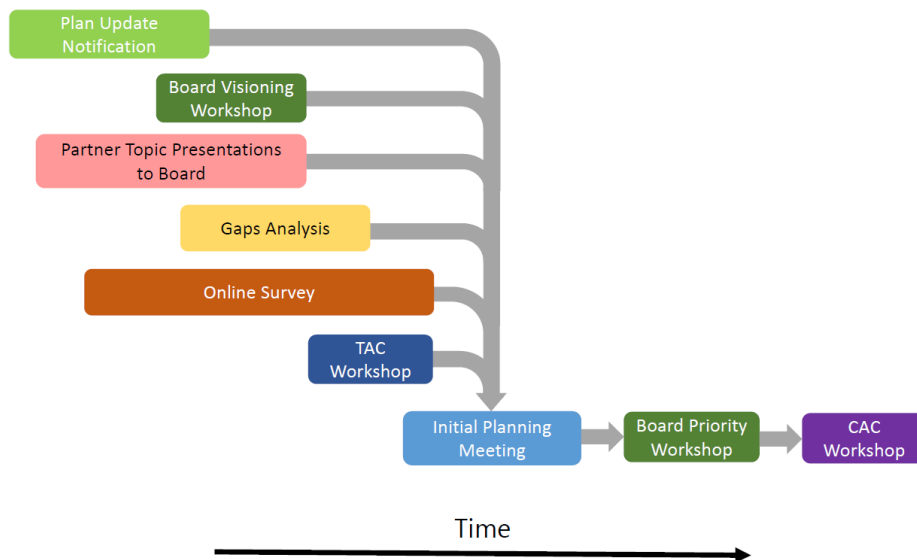 Plan Update
Notification
Board Visioning
Workshop
Partner Topic Presentations
to Board
Gaps Analysis
Online Survey
TAC
Workshop
Initial Planning
Meeting
Board Priority
Workshop
CAC
Workshop
Time